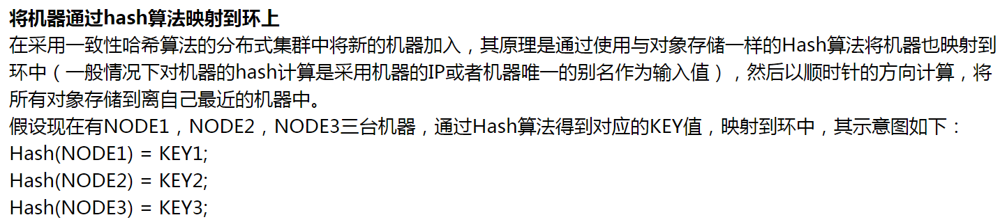 将机器通过hash算法映射到环上
在采用一致性哈希算法的分布式集群中将新的机器加入，其原理是通过使用与对象存储一样的Hash算法将机器也映射到
环中（一般情况下对机器的hash计算是采用机器的IP或者机器唯一的别名作为输入值），然后以顺时针的方向计算，将
所有对象存储到离自己最近的机器中。
假设现在有NODE1，NODE2，NODE3三台机器，通过Hash算法得到对应的KEY值，映射到环中，其示意图如下：
Hash(NODE1) = KEY1;
Hash(NODE2) = KEY2;
Hash(NODE3) = KEY3;